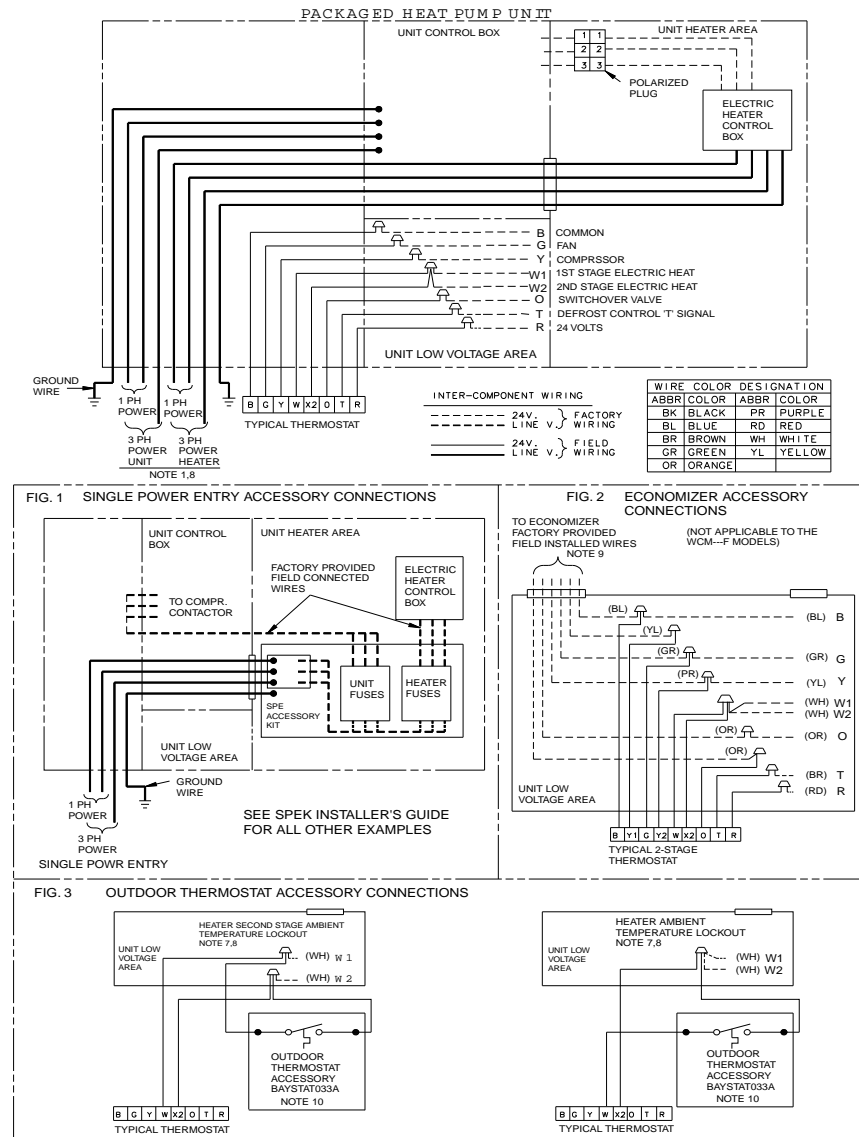 PACKAGED HEAT PUMP UNIT
UNIT CONTROL BOX
UNIT HEATER AREA
1 1
2 2
3 3
POLARIZED
PLUG
ELECTRIC
HEATER
CONTROL
BOX
B COMMON
G FAN
Y COMPRSSOR
W1 1ST STAGE ELECTRIC HEAT
W2 2ND STAGE ELECTRIC HEAT
O SWITCHOVER VALVE
T DEFROST CONTROL 'T' SIGNAL
R 24 VOLTS
UNIT LOW VOLTAGE AREA
GROUND
WIRE
1 PH
POWER
1 PH
POWER
3 PH
POWER
UNIT
3 PH
POWER
HEATER
NOTE 1,8
B G Y W X2 O T R
TYPICAL THERMOSTAT
INTER-COMPONENT WIRING
24V.
LINE V.
FACTORY
WIRING
24V.
LINE V.
FIELD
WIRING
WIRE COLOR DESIGNATION
ABBR COLOR ABBR COLOR
BK BLACK PR PURPLE
BL BLUE RD RED
BR BROWN WH WHITE
GR GREEN YL YELLOW
OR ORANGE
FIG. 1 SINGLE POWER ENTRY ACCESSORY CONNECTIONS
UNIT CONTROL
BOX
UNIT HEATER AREA
FACTORY PROVIDED
FIELD CONNECTED
WIRES
ELECTRIC
HEATER
CONTROL
BOX
TO COMPR.
CONTACTOR
UNIT
FUSES
HEATER
FUSES
SPE
ACCESSORY
KIT
UNIT LOW
VOLTAGE AREA
GROUND
WIRE
1 PH
POWER
3 PH
POWER
SINGLE POWR ENTRY
SEE SPEK INSTALLER'S GUIDE
FOR ALL OTHER EXAMPLES
FIG. 2 ECONOMIZER ACCESSORY
CONNECTIONS
TO ECONOMIZER
FACTORY PROVIDED
FIELD INSTALLED WIRES
NOTE 9
(NOT APPLICABLE TO THE
WCM---F MODELS)
(BL) (BL) B
(YL)
(GR) (GR) G
(PR) (YL) Y
(WH) W1
(WH) W2
(OR) (OR) O
(OR)
(BR) T
(RD) R
UNIT LOW
VOLTAGE AREA
B Y1 G Y2 W X2 O T R
TYPICAL 2-STAGE
THERMOSTAT
FIG. 3 OUTDOOR THERMOSTAT ACCESSORY CONNECTIONS
HEATER SECOND STAGE AMBIENT
TEMPERATURE LOCKOUT
NOTE 7,8
UNIT LOW
VOLTAGE
AREA
(WH) W 1
(WH) W 2
OUTDOOR
THERMOSTAT
ACCESSORY
BAYSTAT033A
NOTE 10
B G Y W X2 O T R
TYPICAL THERMOSTAT
HEATER AMBIENT
TEMPERATURE LOCKOUT
NOTE 7,8
UNIT LOW
VOLTAGE
AREA
(WH) W1
(WH) W2
OUTDOOR
THERMOSTAT
ACCESSORY
BAYSTAT033A
NOTE 10
B G Y W X2 O T R
TYPICAL THERMOSTAT